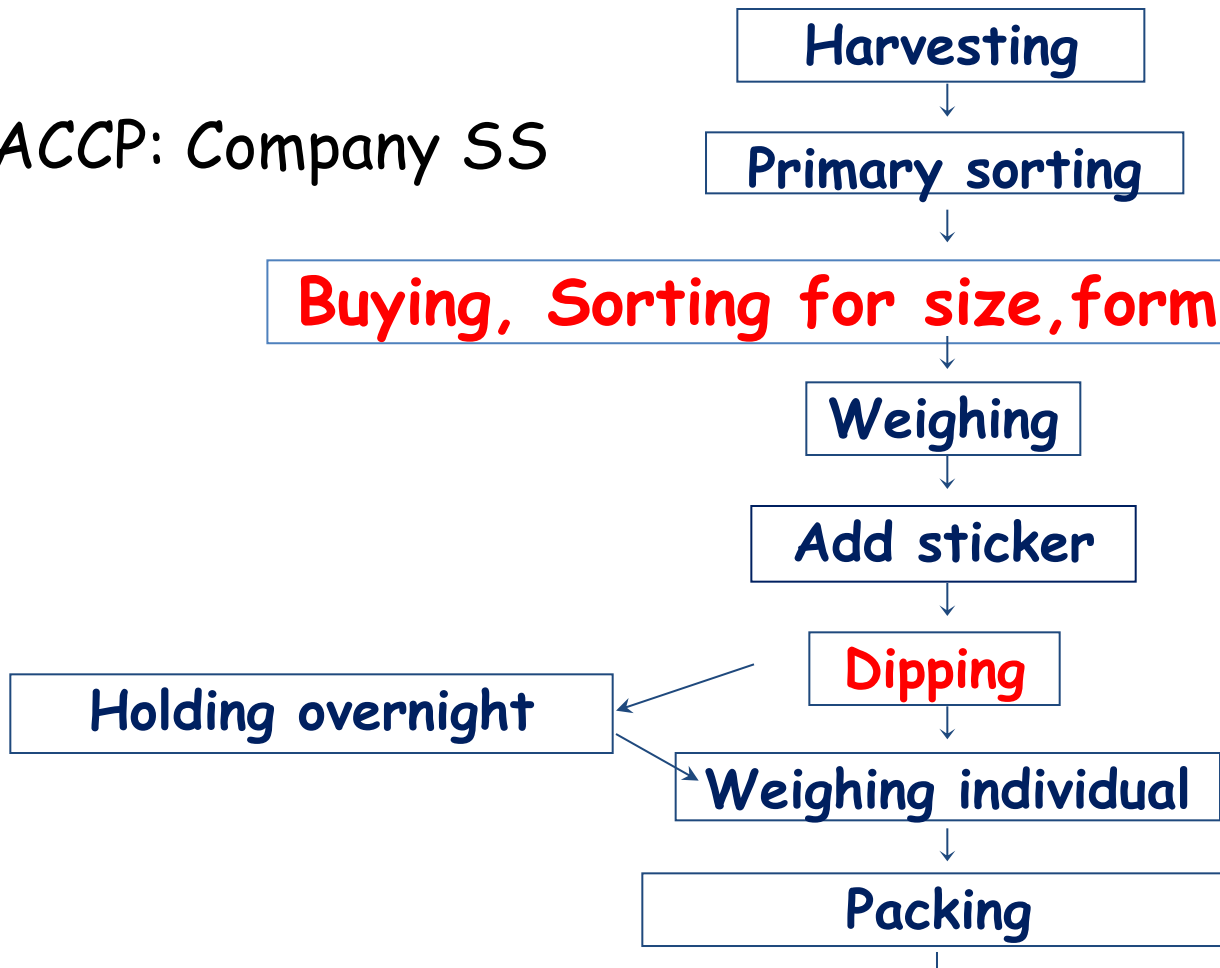 Harvesting
ACCP: Company SS
Primary sorting
Buying, Sorting for size,form
Weighing
Add sticker
Dipping
Holding overnight
Weighing individual
Packing